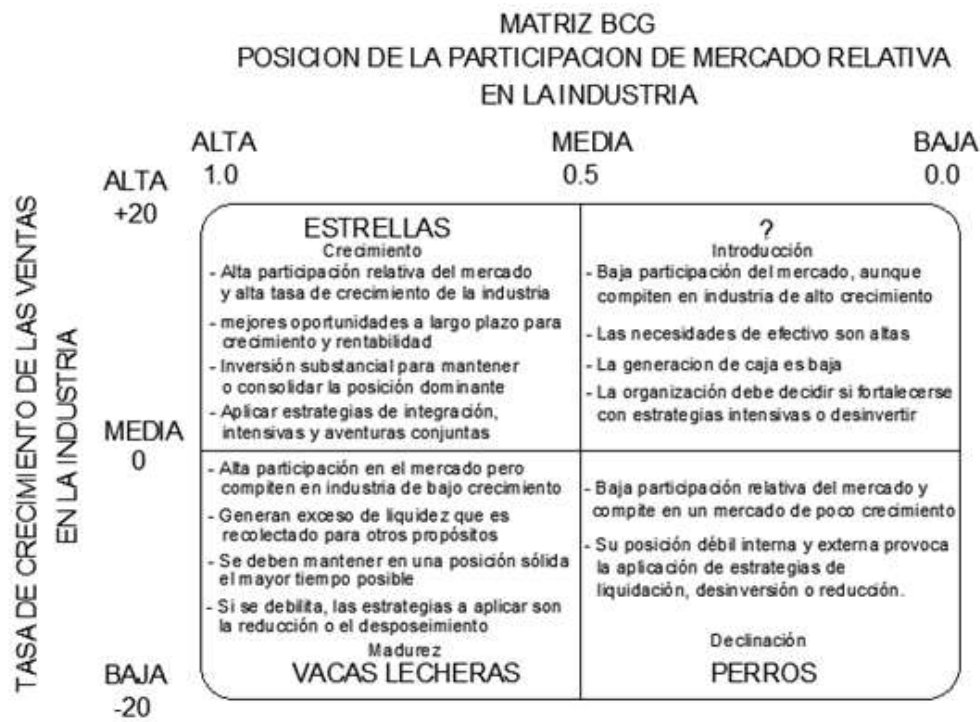 MATRIZ BCG
POSICION DE LA PARTICIPACION DE MERCADO RELATIVA
EN LA INDUSTRIA
ALTA
1.0
MEDIA
0.5
BAJA
0.0
TASA DE CRECIMIENTO DE LAS VENTAS
EN LA INDUSTRIA
ALTA
+20
MEDIA
0
BAJA
-20
ESTRELLAS
Crecimiento
- Alta participación relativa del mercado
y alta tasa de crecimiento de la industria
- mejores oportunidades a largo plazo para
crecimiento y rentabilidad
- Inversión substancial para mantener
o consolidar la posición dominante
- Aplicar estrategias de integración,
intensivas y aventuras conjuntas
?
Introducción
- Baja participación del mercado, aunque
compiten en industria de alto crecimiento
- Las necesidades de efectivo son altas
- La generacion de caja es baja
- La organización debe decidir si fortalecerse
con estrategias intensivas o desinvertir
- Alta participación en el mercado pero
compiten en industria de bajo crecimiento
- Generan exceso de liquidez que es
recolectado para otros propósitos
- Se deben mantener en una posición sólida
el mayor tiempo posible
- Si se debilita, las estrategias a aplicar son
la reducción o el desposeimiento
Madurez
VACAS LECHERAS
- Baja participación relativa del mercado y
compite en un mercado de poco crecimiento
- Su posición débil interna y externa provoca
la aplicación de estrategias de
liquidación, desinversión o reducción.
Declinación
PERROS